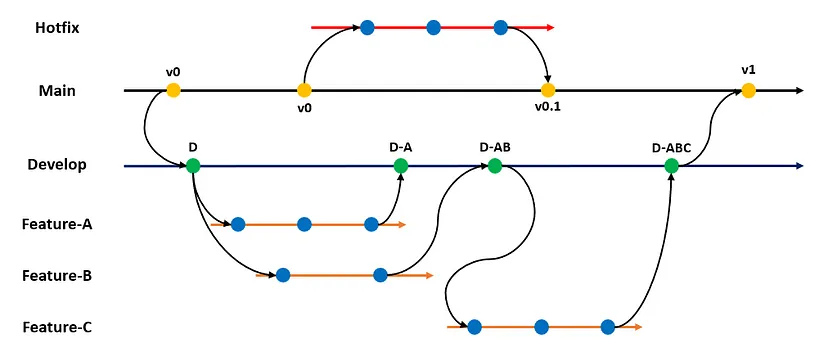 Hotfix
v0
v1
Main
v0
v0.1
D
D-A
D-AB
D-ABC
Develop
Feature-A
Feature-B
Feature-C